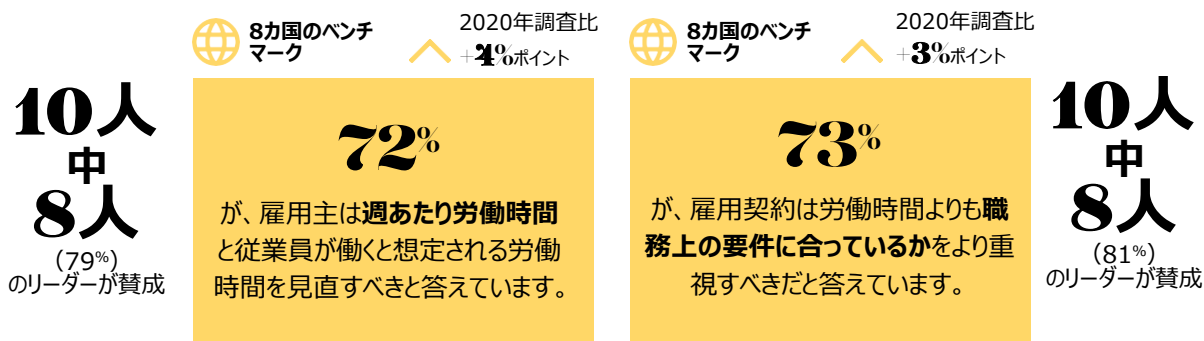 10人
中
8人
(79%)
のリーダーが賛成
8カ国のベンチ
マーク
2020年調査比
+4%ポイント
72%
が、雇用主は週あたり労働時間
と従業員が働くと想定される労働
時間を見直すべきと答えています。
8カ国のベンチ
マーク
2020年調査比
+3%ポイント
73%
が、雇用契約は労働時間よりも職
務上の要件に合っているかをより重
視すべきだと答えています。
10人
中
8人
(81%)
のリーダーが賛成